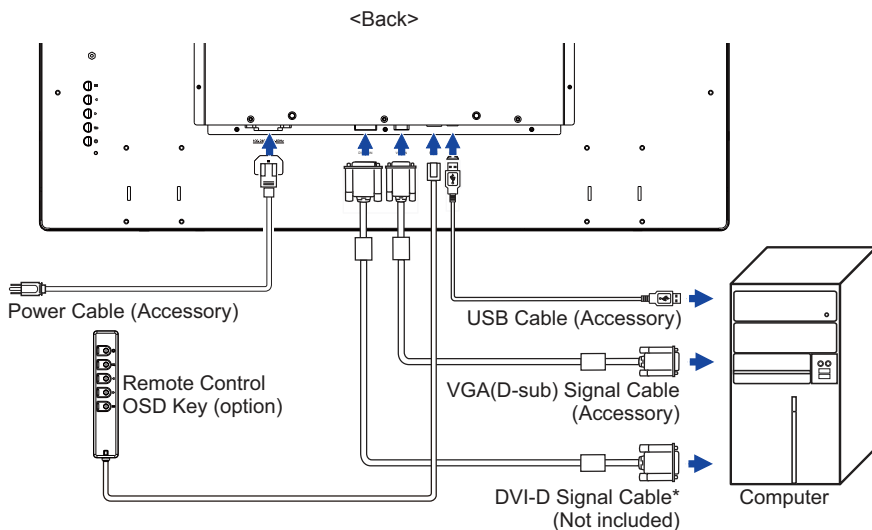 <Back>
Power Cable (Accessory)
USB Cable (Accessory)
Remote Control
OSD Key (option)
VGA(D-sub) Signal Cable
(Accessory)
DVI-D Signal Cable*
(Not included)
Computer